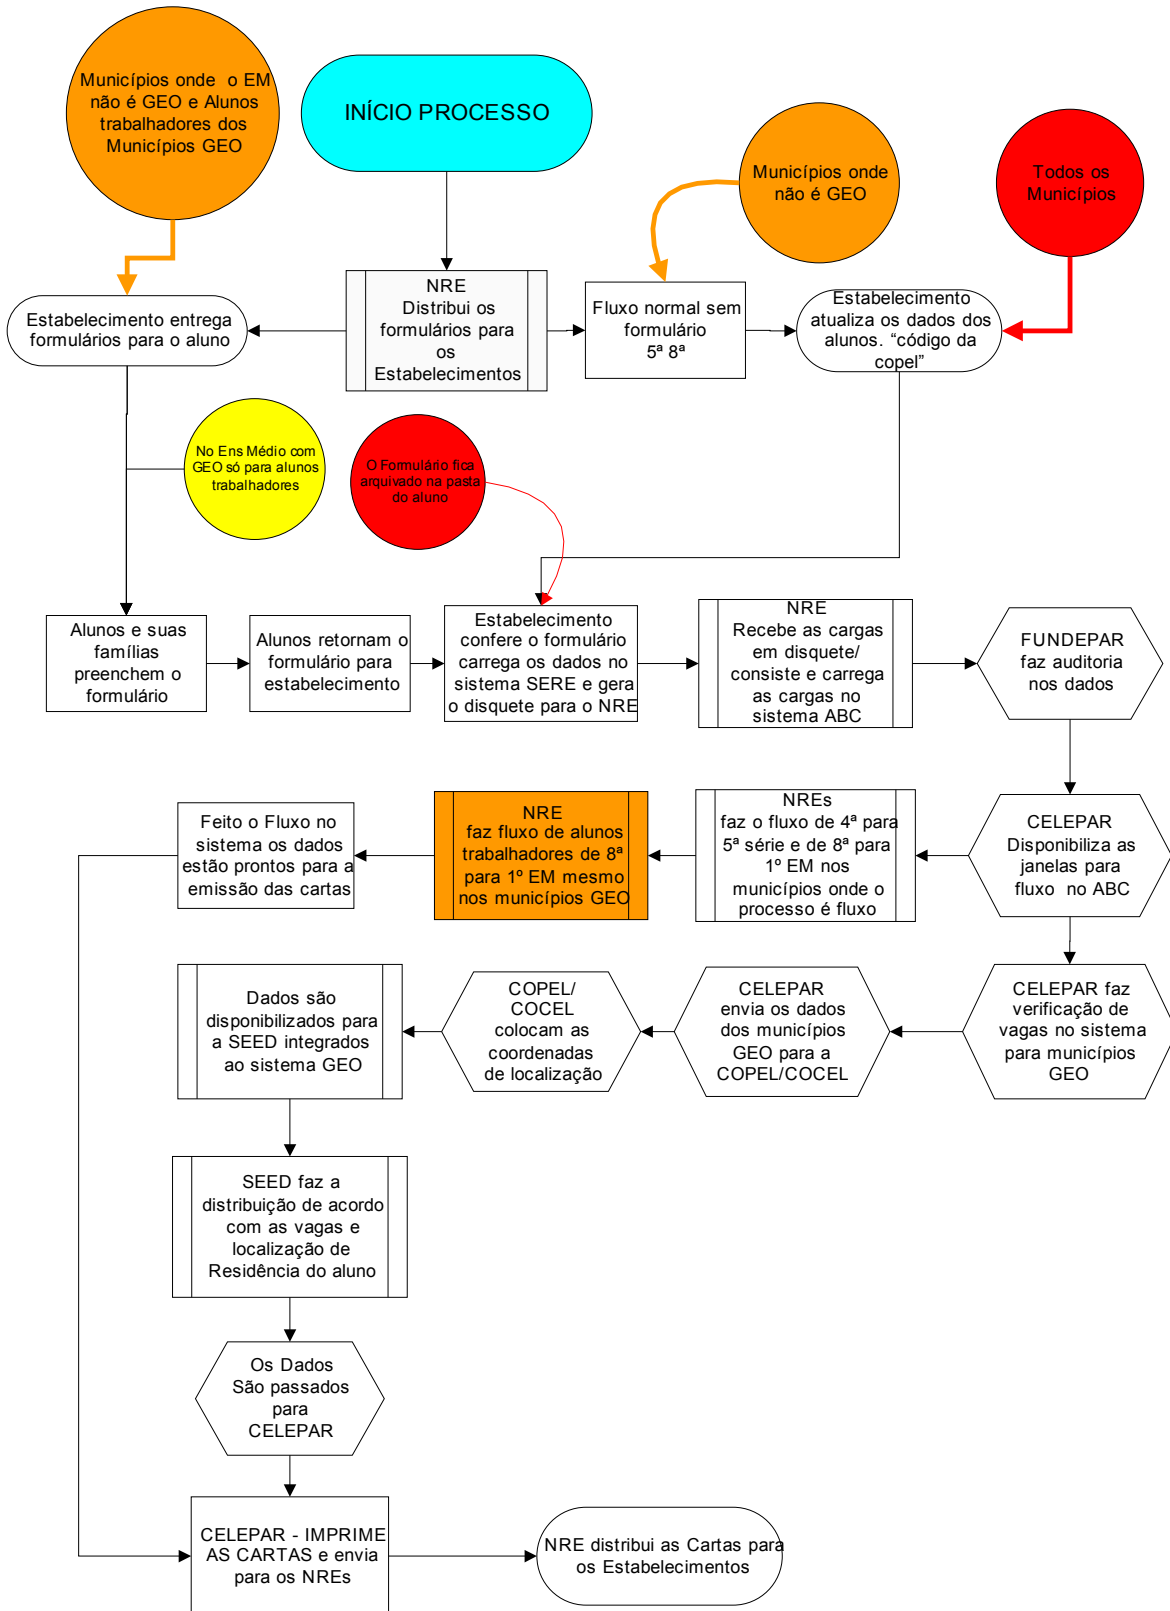 Municípios onde o EM
não é GEO e Alunos
trabalhadores dos
Municípios GEO
INÍCIO PROCESSO
Municípios onde
não é GEO
Todos os
Municípios
Estabelecimento entrega
formulários para o aluno
NRE
Distribui os
formulários para
os
Estabelecimentos
Fluxo normal sem
formulário
5ª 8ª
Estabelecimento
atualiza os dados dos
alunos. “código da
copel”
No Ens Médio com
GEO só para alunos
trabalhadores
O Formulário fica
arquivado na pasta
do aluno
Alunos e suas
famílias
preenchem o
formulário
Alunos retornam o
formulário para
estabelecimento
Estabelecimento
confere o formulário
carrega os dados no
sistema SERE e gera
o disquete para o NRE
NRE
Recebe as cargas
em disquete/
consiste e carrega
as cargas no
sistema ABC
FUNDEPAR
faz auditoria
nos dados
Feito o Fluxo no
sistema os dados
estão prontos para a
emissão das cartas
NRE
faz fluxo de alunos
trabalhadores de 8ª
para 1º EM mesmo
nos municípios GEO
NREs
faz o fluxo de 4ª para
5ª série e de 8ª para
1º EM nos
municípios onde o
processo é fluxo
CELEPAR
Disponibiliza as
janelas para
fluxo no ABC
Dados são
disponibilizados para
a SEED integrados
ao sistema GEO
COPEL/
COCEL
colocam as
coordenadas
de localização
CELEPAR
envia os dados
dos municípios
GEO para a
COPEL/COCEL
CELEPAR faz
verificação de
vagas no sistema
para municípios
GEO
SEED faz a
distribuição de acordo
com as vagas e
localização de
Residência do aluno
Os Dados
São passados
para
CELEPAR
CELEPAR - IMPRIME
AS CARTAS e envia
para os NREs
NRE distribui as Cartas para
os Estabelecimentos